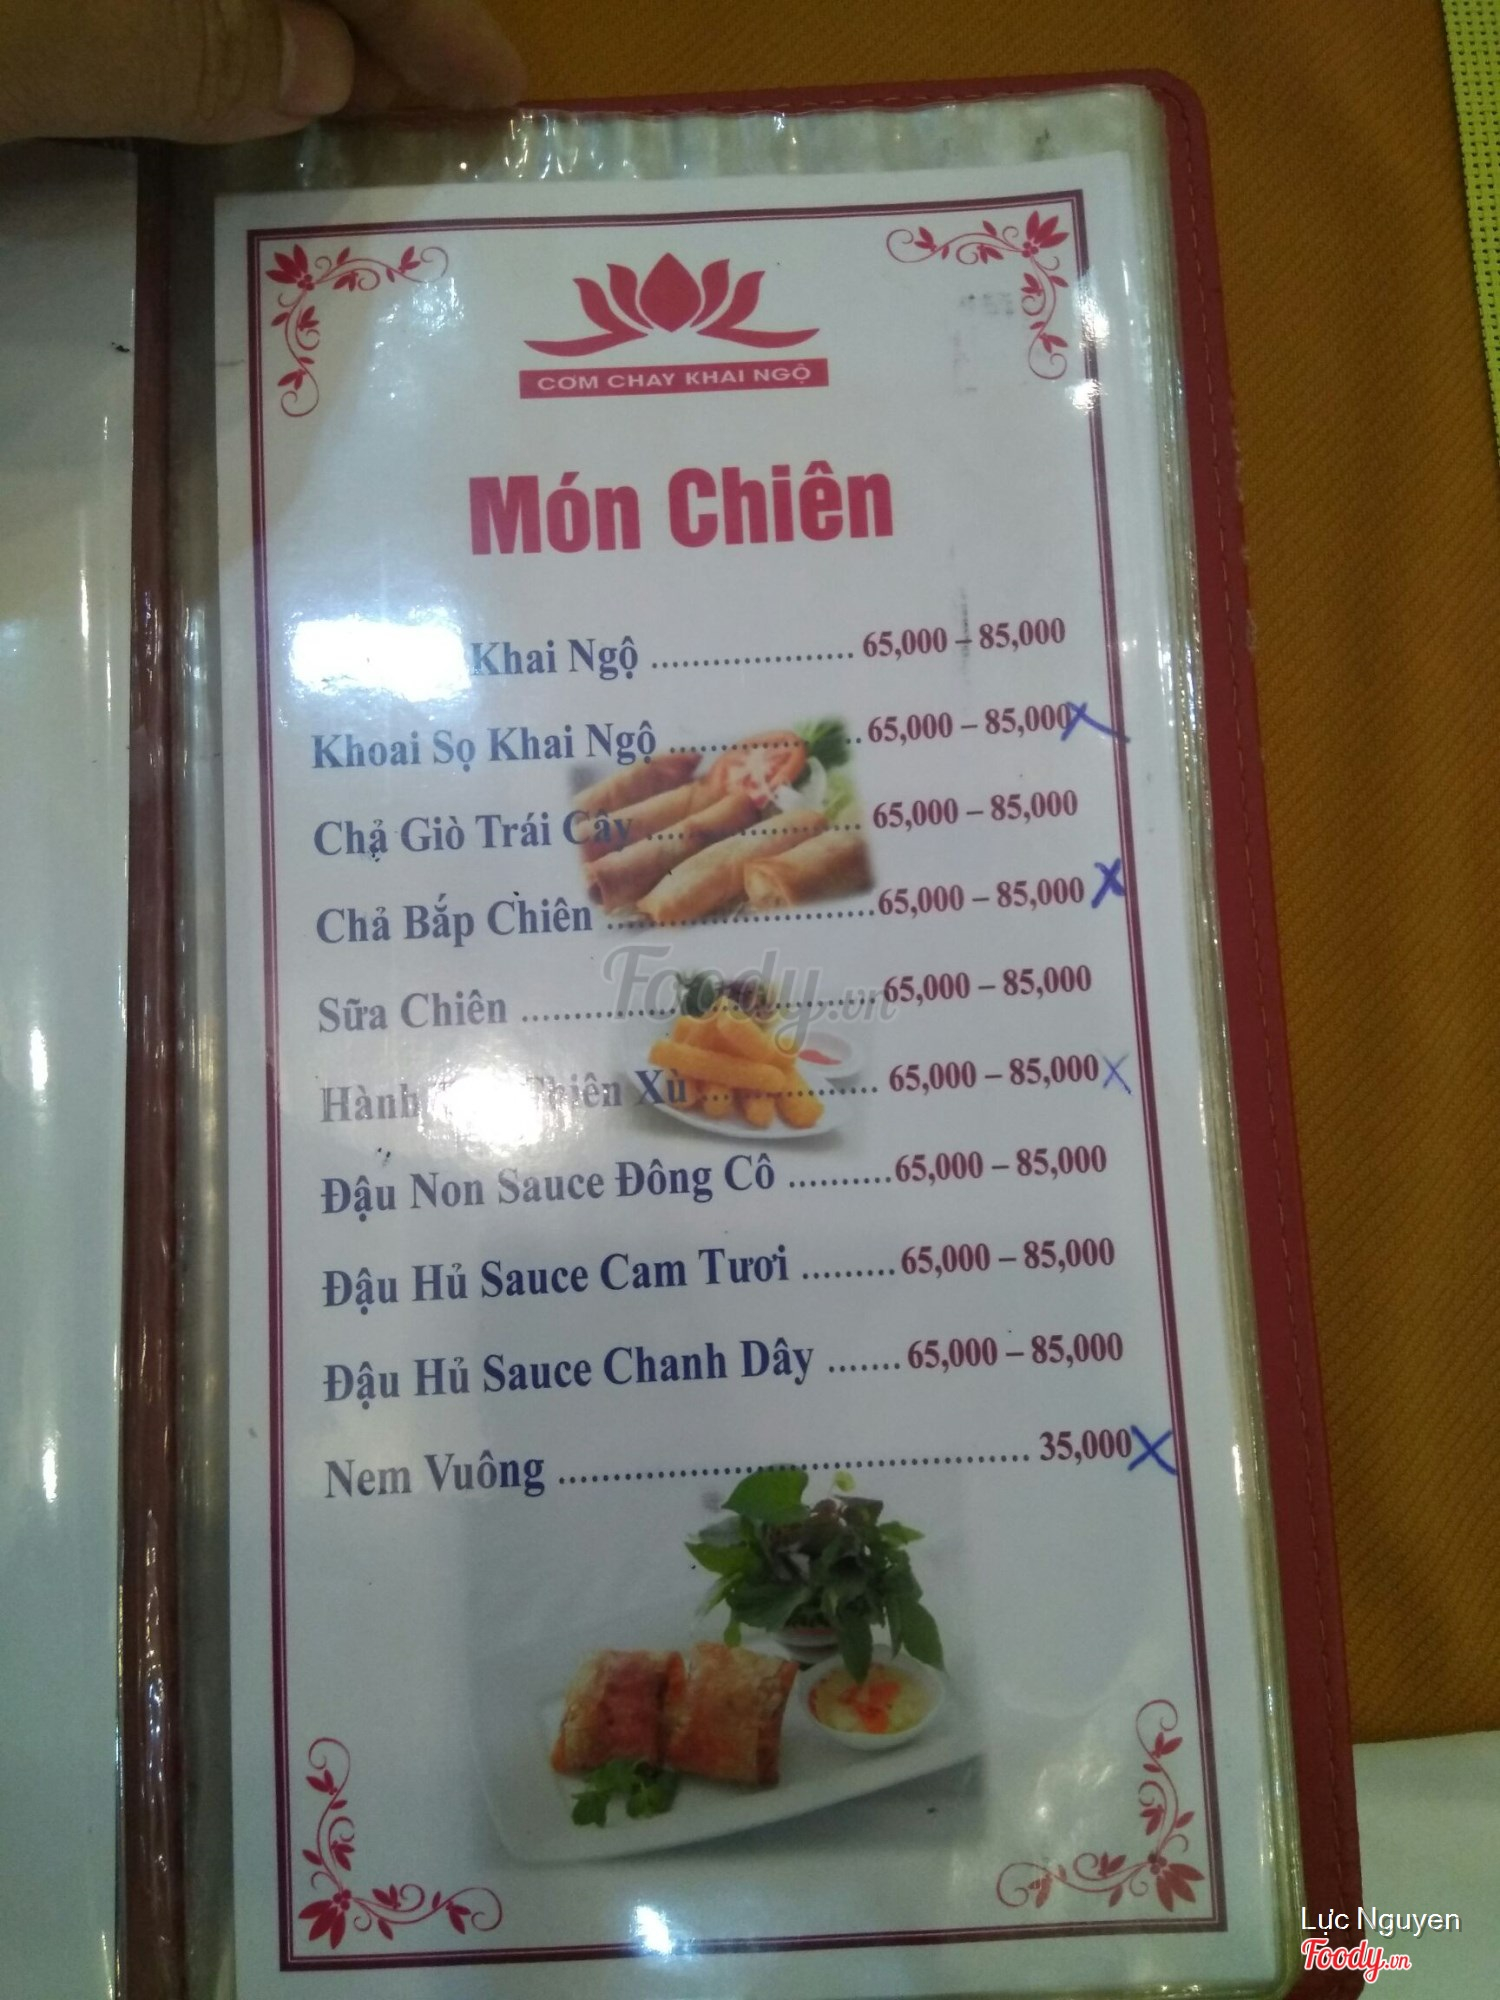 CƠM CHAY KHAI NGỘ
Món Chiên
Khai Ngộ .................... 65,000 – 85,000
Khoai Sọ Khai Ngộ ................... 65,000 – 85,000 X
Chả Giò Trái Cây ..................... 65,000 – 85,000
Chả Bắp Chiên .......................... 65,000 – 85,000 X
Sữa Chiên .................................. 65,000 – 85,000
Hành Chiên Xù ................. 65,000 – 85,000 X
Đậu Non Sauce Đông Cô .......... 65,000 – 85,000
Đậu Hủ Sauce Cam Tươi ......... 65,000 – 85,000
Đậu Hủ Sauce Chanh Dây ....... 65,000 – 85,000
Nem Vuông ............................................. 35,000 X
Foody.vn
Lực Nguyen
Foody.vn